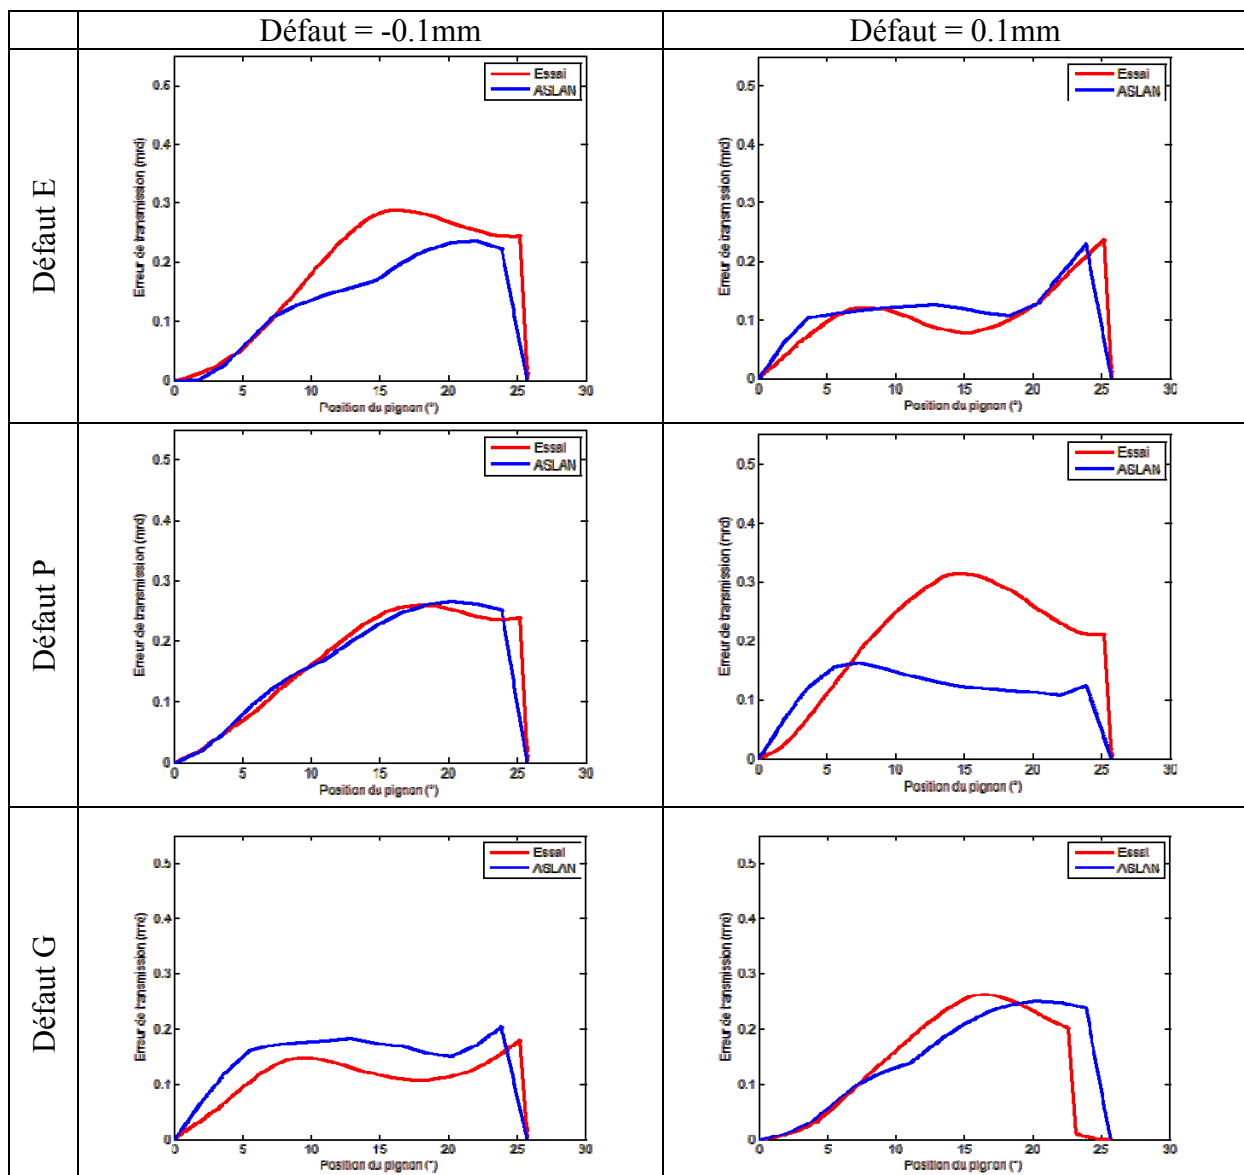 Défaut = -0.1mm
Défaut = 0.1mm
Défaut E
Erreur de transmission (mrd)
0.6
0.4
0.3
0.2
0.1
0
0 5 10 15 20 25 30
Position du pignon (°)
Essai
ASLAN
Erreur de transmission (mrd)
0.5
0.4
0.3
0.2
0.1
0
0 5 10 15 20 25 30
Position du pignon (°)
Essai
ASLAN
Défaut P
Erreur de transmission (mrd)
0.5
0.4
0.3
0.2
0.1
0
0 5 10 15 20 25 30
Position du pignon (°)
Essai
ASLAN
Erreur de transmission (mrd)
0.5
0.4
0.3
0.2
0.1
0
0 5 10 15 20 25 30
Position du pignon (°)
Essai
ASLAN
Défaut G
Erreur de transmission (mrd)
0.5
0.4
0.3
0.2
0.1
0
0 5 10 15 20 25 30
Position du pignon (°)
Essai
ASLAN
Erreur de transmission (mrd)
0.5
0.4
0.3
0.2
0.1
0
0 5 10 15 20 25 30
Position du pignon (°)
Essai
ASLAN